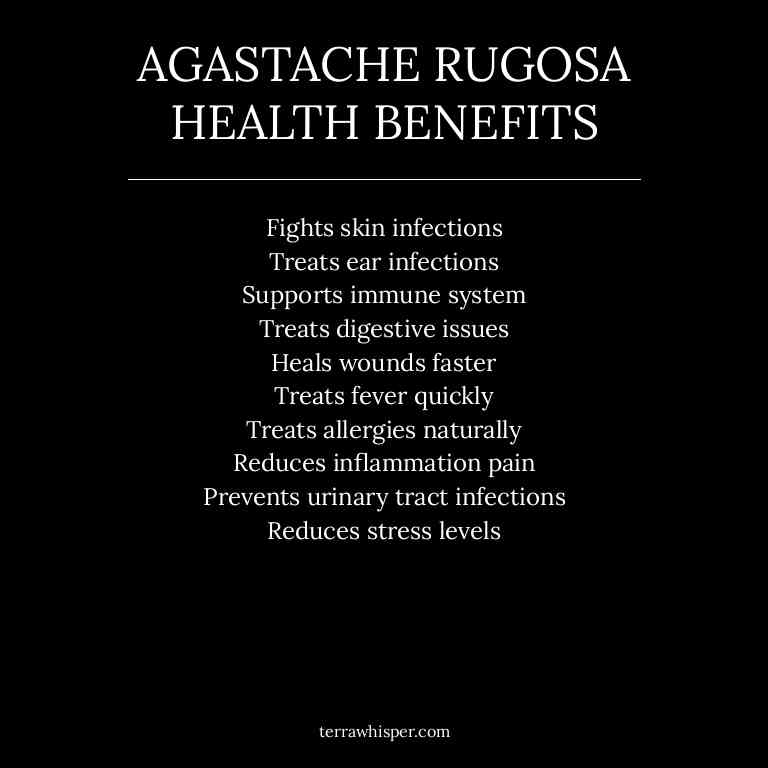 AGASTACHE RUGOSA
HEALTH BENEFITS
Fights skin infections
Treats ear infections
Supports immune system
Treats digestive issues
Heals wounds faster
Treats fever quickly
Treats allergies naturally
Reduces inflammation pain
Prevents urinary tract infections
Reduces stress levels
terrawhisper.com